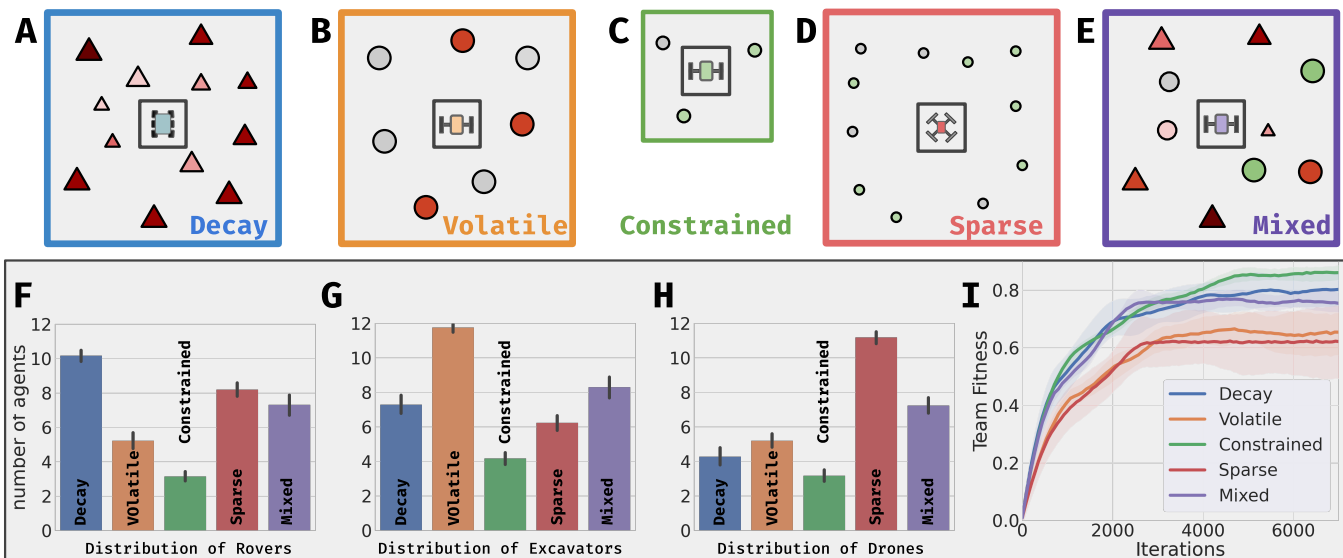 A
B
C
D
E
Decay
Volatile
Constrained
Sparse
Mixed
F
G
H
I
number of agents
12
10
8
6
4
2
0
Decay
Volatile
Constrained
Sparse
Mixed
Distribution of Rovers
12
10
8
6
4
2
0
Decay
Volatile
Constrained
Sparse
Mixed
Distribution of Excavators
12
10
8
6
4
2
0
Decay
Volatile
Constrained
Sparse
Mixed
Distribution of Drones
Team Fitness
0.8
0.6
0.4
0.2
0.0
0
2000
4000
6000
Iterations
Decay
Volatile
Constrained
Sparse
Mixed